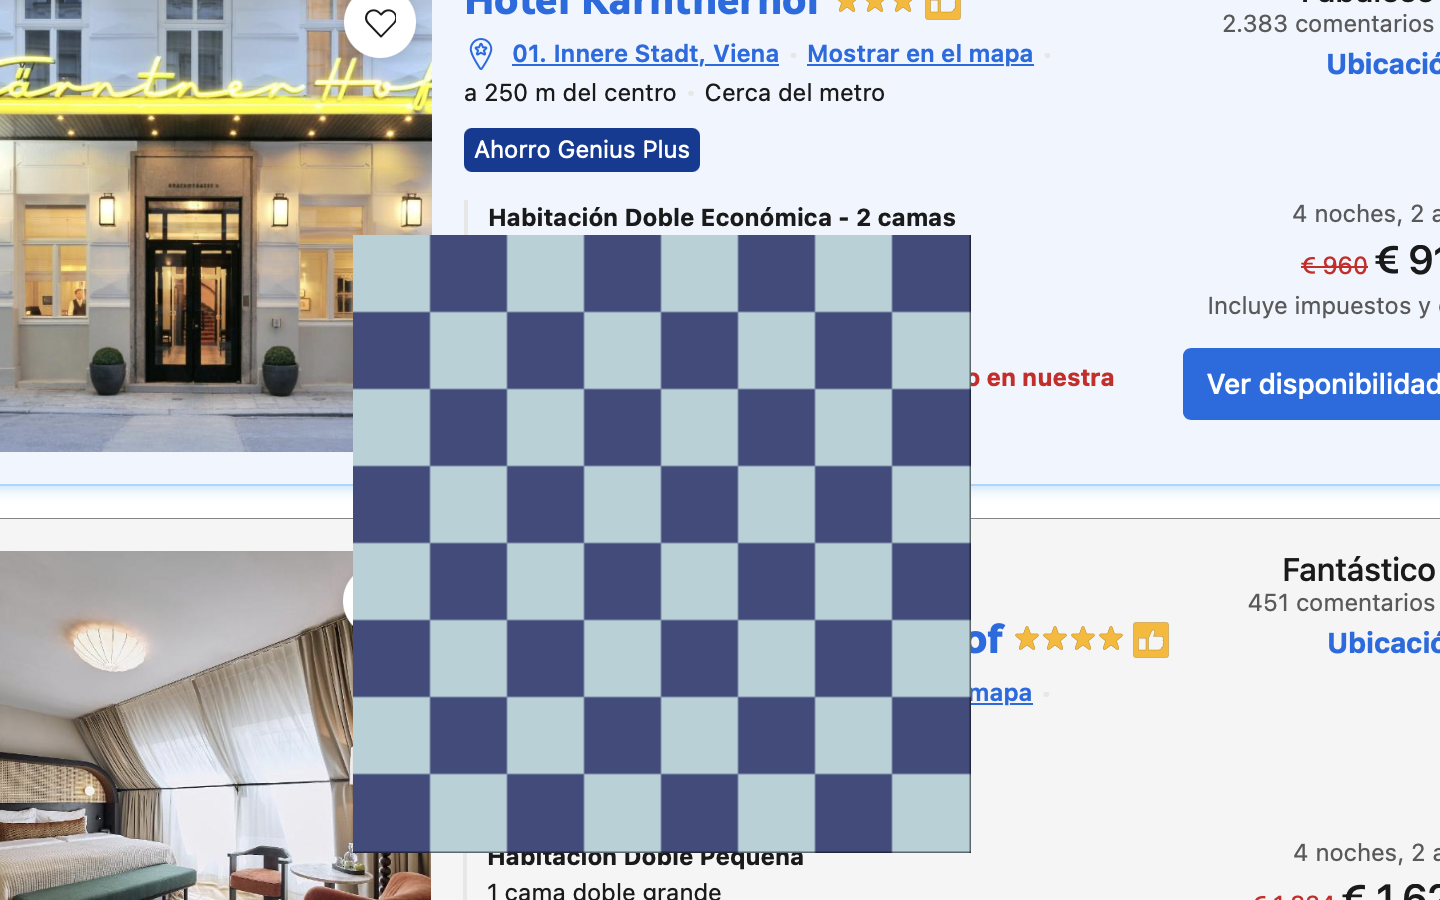 Hotel Kärntnerhof
01. Innere Stadt, Viena
Mostrar en el mapa
a 250 m del centro
Cerca del metro
Ahorro Genius Plus
Habitación Doble Económica - 2 camas
en nuestra
2.383 comentarios
4 noches, 2
€ 960
Incluye impuestos y
Ver disponibilidad
Fantástico
451 comentarios
mapa
Habitación Doble Pequeña
1 cama doble grande
4 noches, 2